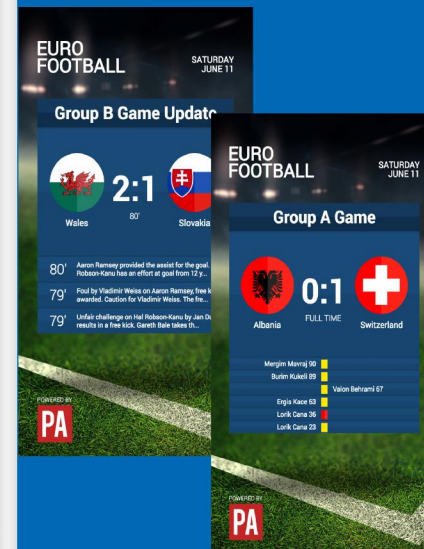 EURO
FOOTBALL
SATURDAY
JUNE 11
Group B Game Update
2:1
80'
Wales
Slovakia
80' Aaron Ramsey provided the assist for the goal.
Robson-Kanu has an effort at goal from 12 y...
79' Foul by Vladimir Weiss on Aaron Ramsey, free k
awarded. Caution for Vladimir Weiss. The fre...
79' Unfair challenge on Hal Robson-Kanu by Jan Du
results in a free kick. Gareth Bale takes th...
POWERED BY
PA
EURO
FOOTBALL
SATURDAY
JUNE 11
Group A Game
0:1
FULL TIME
Albania
Switzerland
Mergim Mavraj 90
Burim Kukeli 89
Valon Behrami 67
Ergis Kace 53
Lorik Cana 36
Lorik Cana 23
POWERED BY
PA